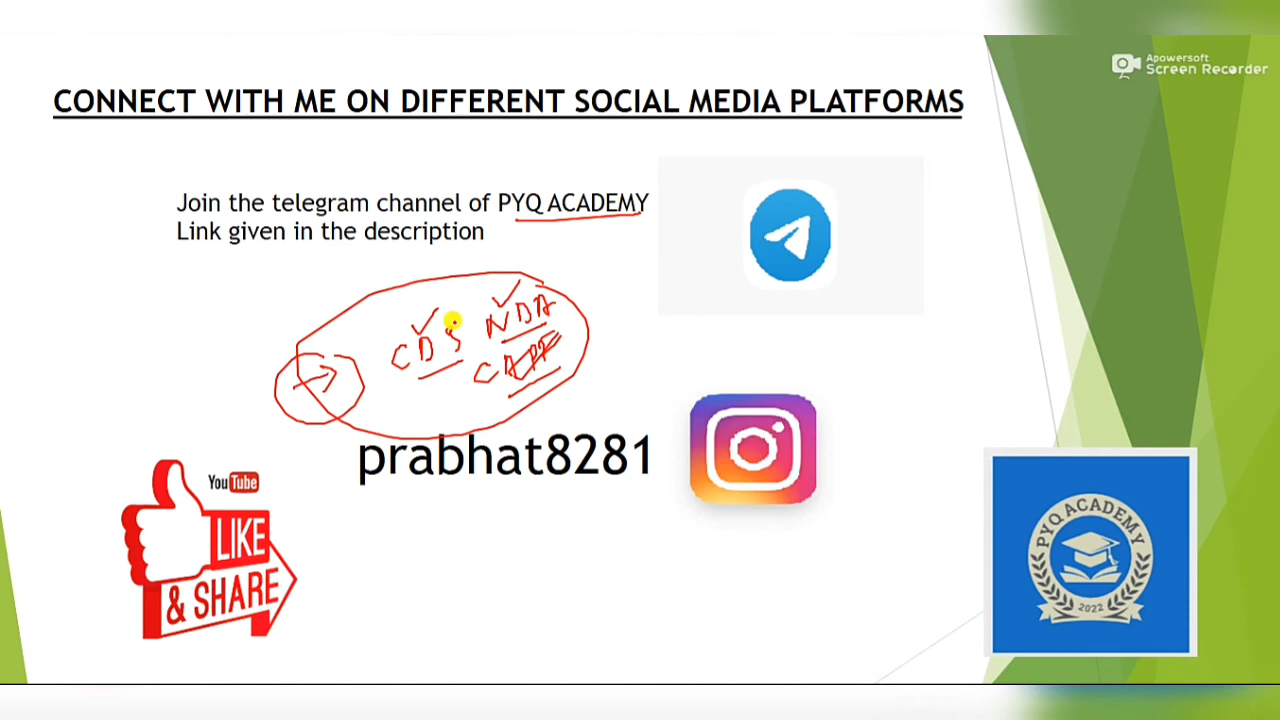 Apowersoft
Screen Recorder
CONNECT WITH ME ON DIFFERENT SOCIAL MEDIA PLATFORMS
Join the telegram channel of PYQ ACADEMY
Link given in the description
CDS NDA
CAPF
prabhat8281
YouTube
LIKE
& SHARE
PYQ ACADEMY
2022